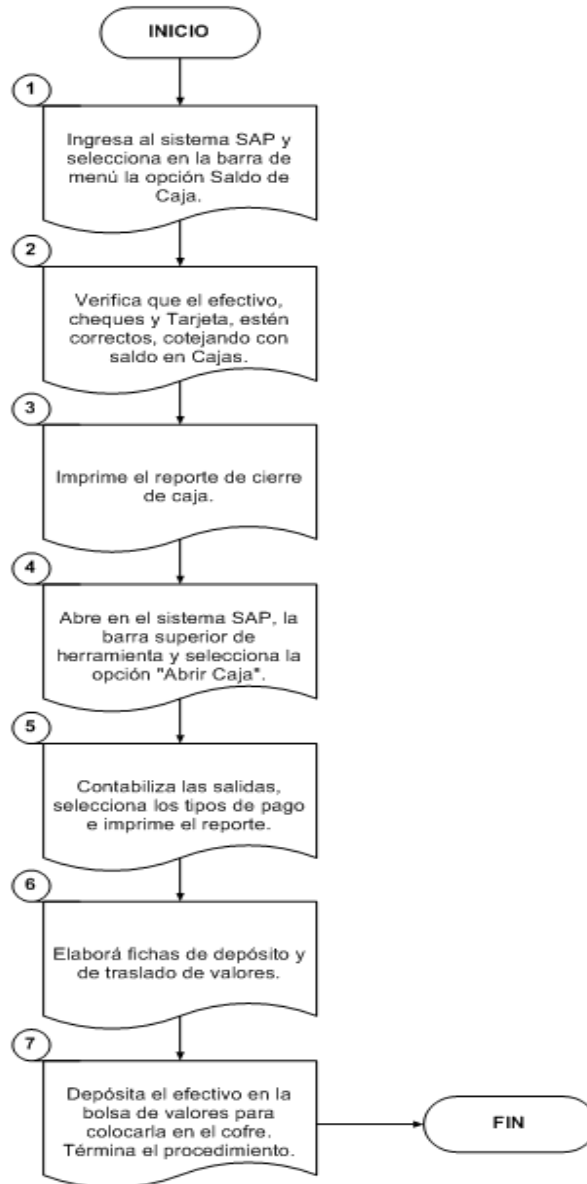 INICIO
1
Ingresa al sistema SAP y
selecciona en la barra de
menú la opción Saldo de
Caja.
2
Verifica que el efectivo,
cheques y Tarjeta, estén
correctos, cotejando con
saldo en Cajas.
3
Imprime el reporte de cierre
de caja.
4
Abre en el sistema SAP, la
barra superior de
herramienta y selecciona la
opción "Abrir Caja".
5
Contabiliza las salidas,
selecciona los tipos de pago
e imprime el reporte.
6
Elaborá fichas de depósito y
de traslado de valores.
7
Depósita el efectivo en la
bolsa de valores para
colocarla en el cofre.
Términa el procedimiento.
FIN